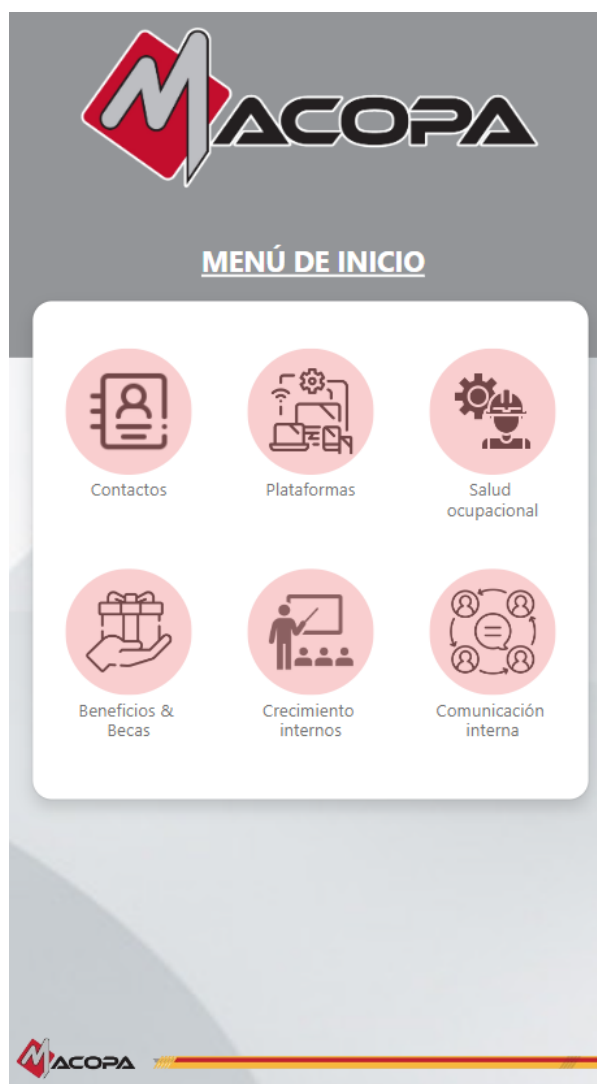 MACOPA
MENÚ DE INICIO
Contactos
Plataformas
Salud
ocupacional
Beneficios &
Becas
Crecimiento
internos
Comunicación
interna
MACOPA